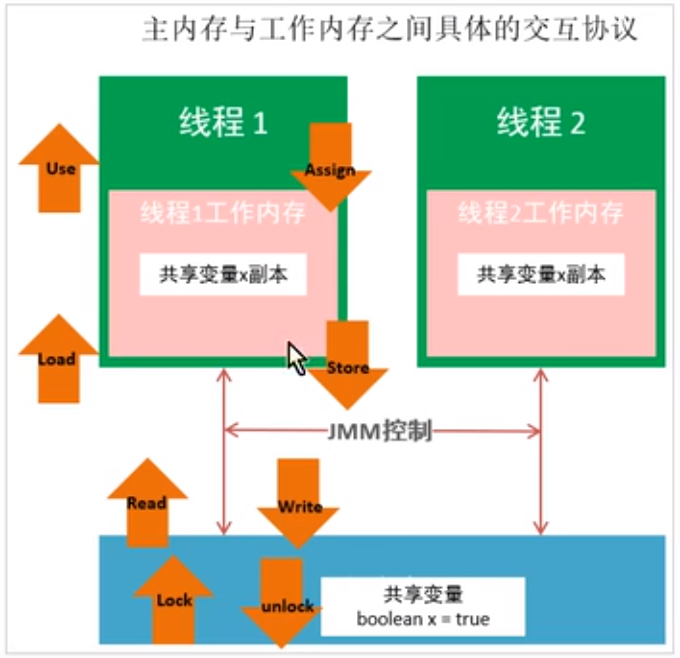 主内存与工作内存之间具体的交互协议
线程 1
线程 2
Use
Assign
线程1工作内存
线程2工作内存
共享变量x副本
共享变量x副本
Load
Store
JMM控制
Read
Write
Lock
unlock
共享变量
boolean x = true